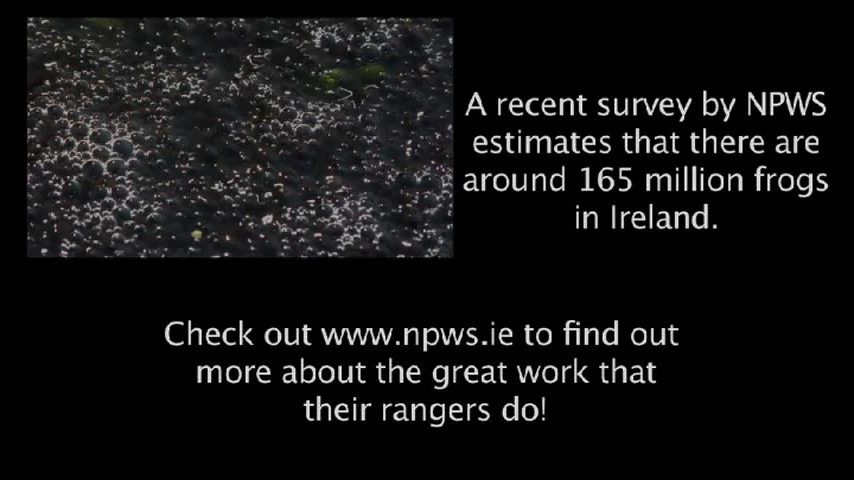 A recent survey by NPWS
estimates that there are
around 165 million frogs
in Ireland.
Check out www.npws.ie to find out
more about the great work that
their rangers do!